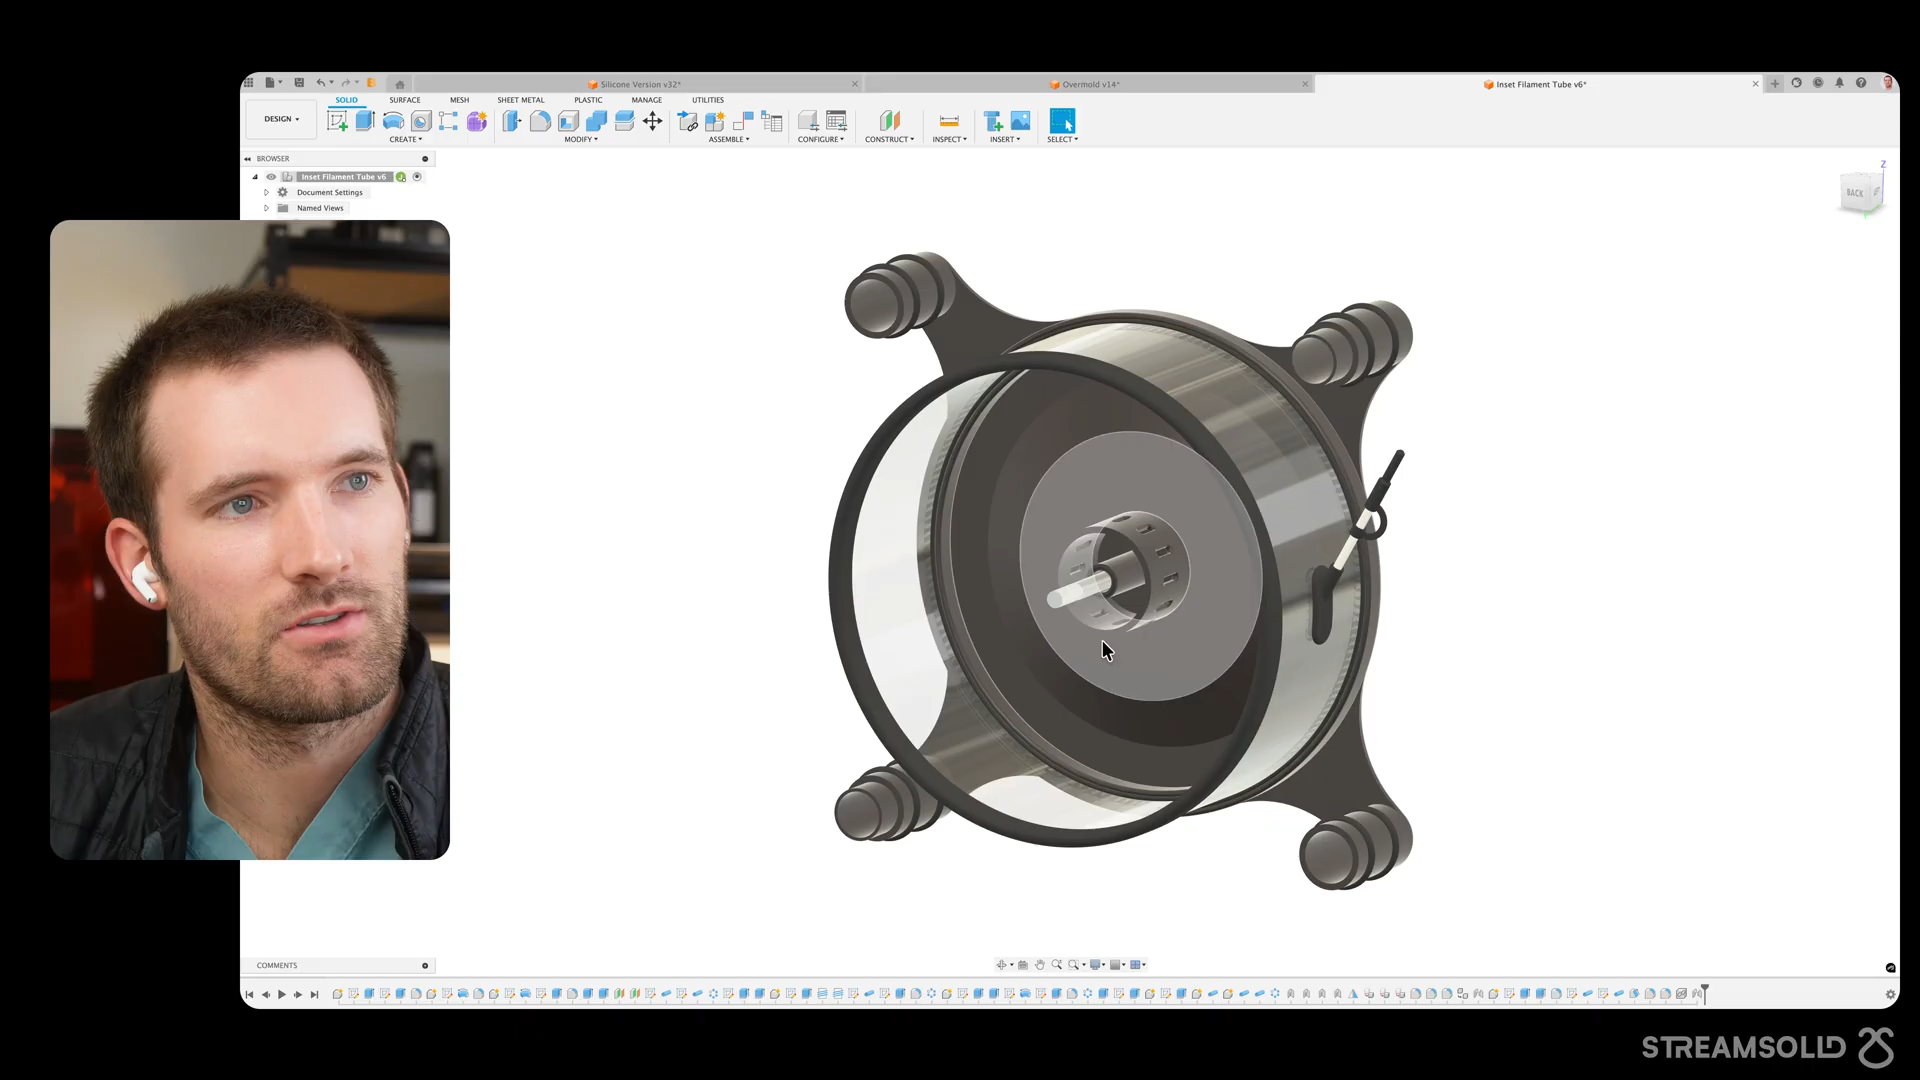 Silicone Version v32*
Overmold v14*
Inset Filament Tube v6*
DESIGN
SOLID
SURFACE
MESH
SHEET METAL
PLASTIC
MANAGE
UTILITIES
CREATE
MODIFY
ASSEMBLE
CONFIGURE
CONSTRUCT
INSPECT
INSERT
SELECT
BROWSER
Inset Filament Tube v6
Document Settings
Named Views
Z
BACK
COMMENTS
STREAMSOLID